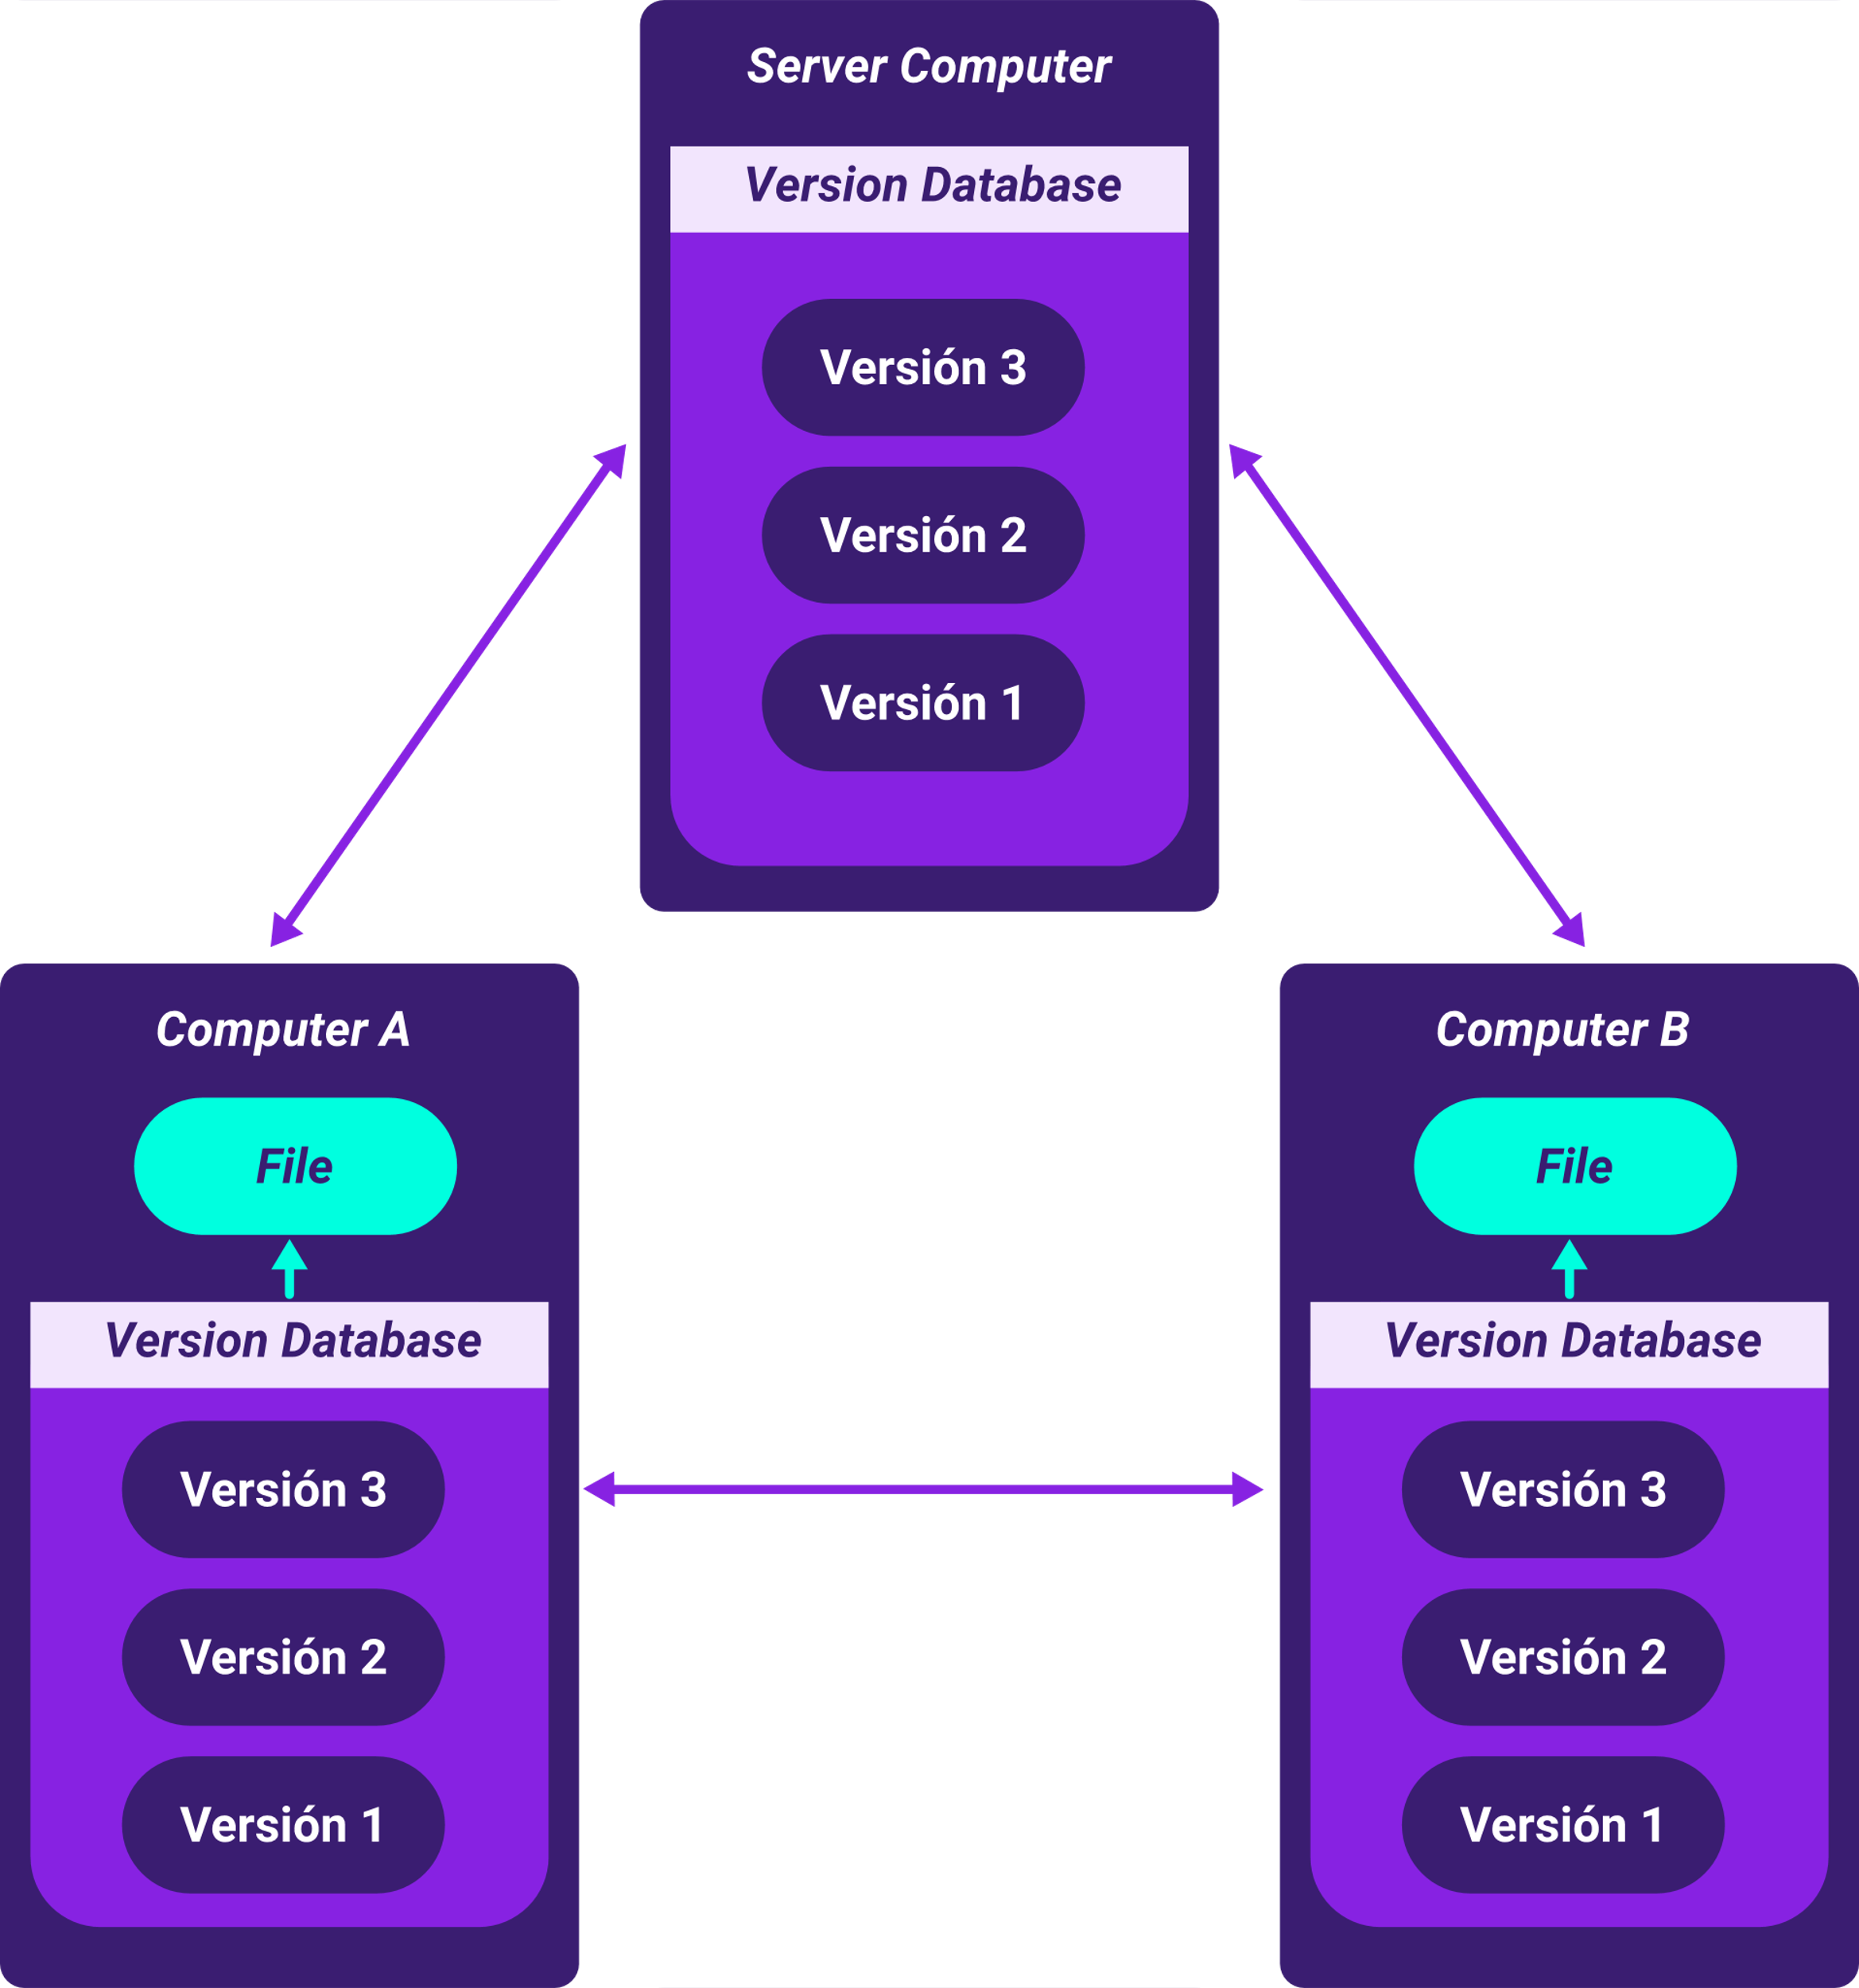 Server Computer
Version Database
Versión 3
Versión 2
Versión 1
Computer A
File
Version Database
Versión 3
Versión 2
Versión 1
Computer B
File
Version Database
Versión 3
Versión 2
Versión 1